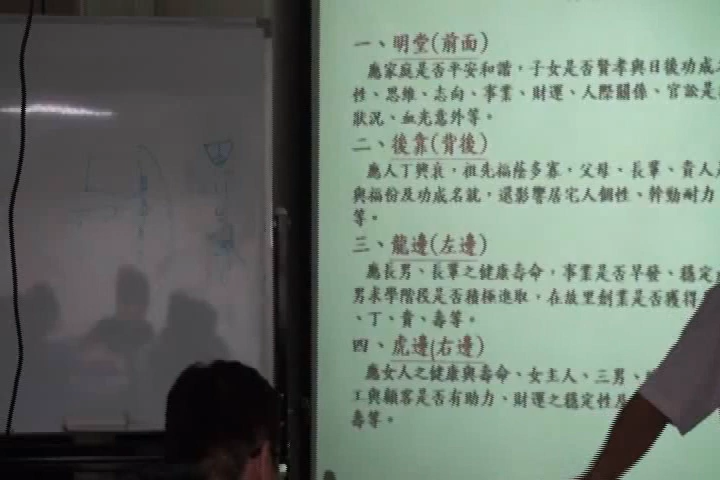 一、明堂(前面)
應家庭是否平安和諧,子女是否賢孝與日後功成
性、思維、志向、事業、財運、人際關係、官訟是
狀況、血光意外等。
二、後靠(背後)
應人丁興衰,祖先福蔭多寡,父母、長輩、貴人
與福份及功成名就,還影響居宅人個性、幹勁耐力
等。
三、龍邊(左邊)
應長男、長輩之健康壽命,事業是否早發、穩定
男求學階段是否積極進取,在故里創業是否獲得
、丁、貴、壽等。
四、虎邊(右邊)
應女人之健康與壽命、女主人、三男、
工與顧客是否有助力、財運之穩定性及
壽等。